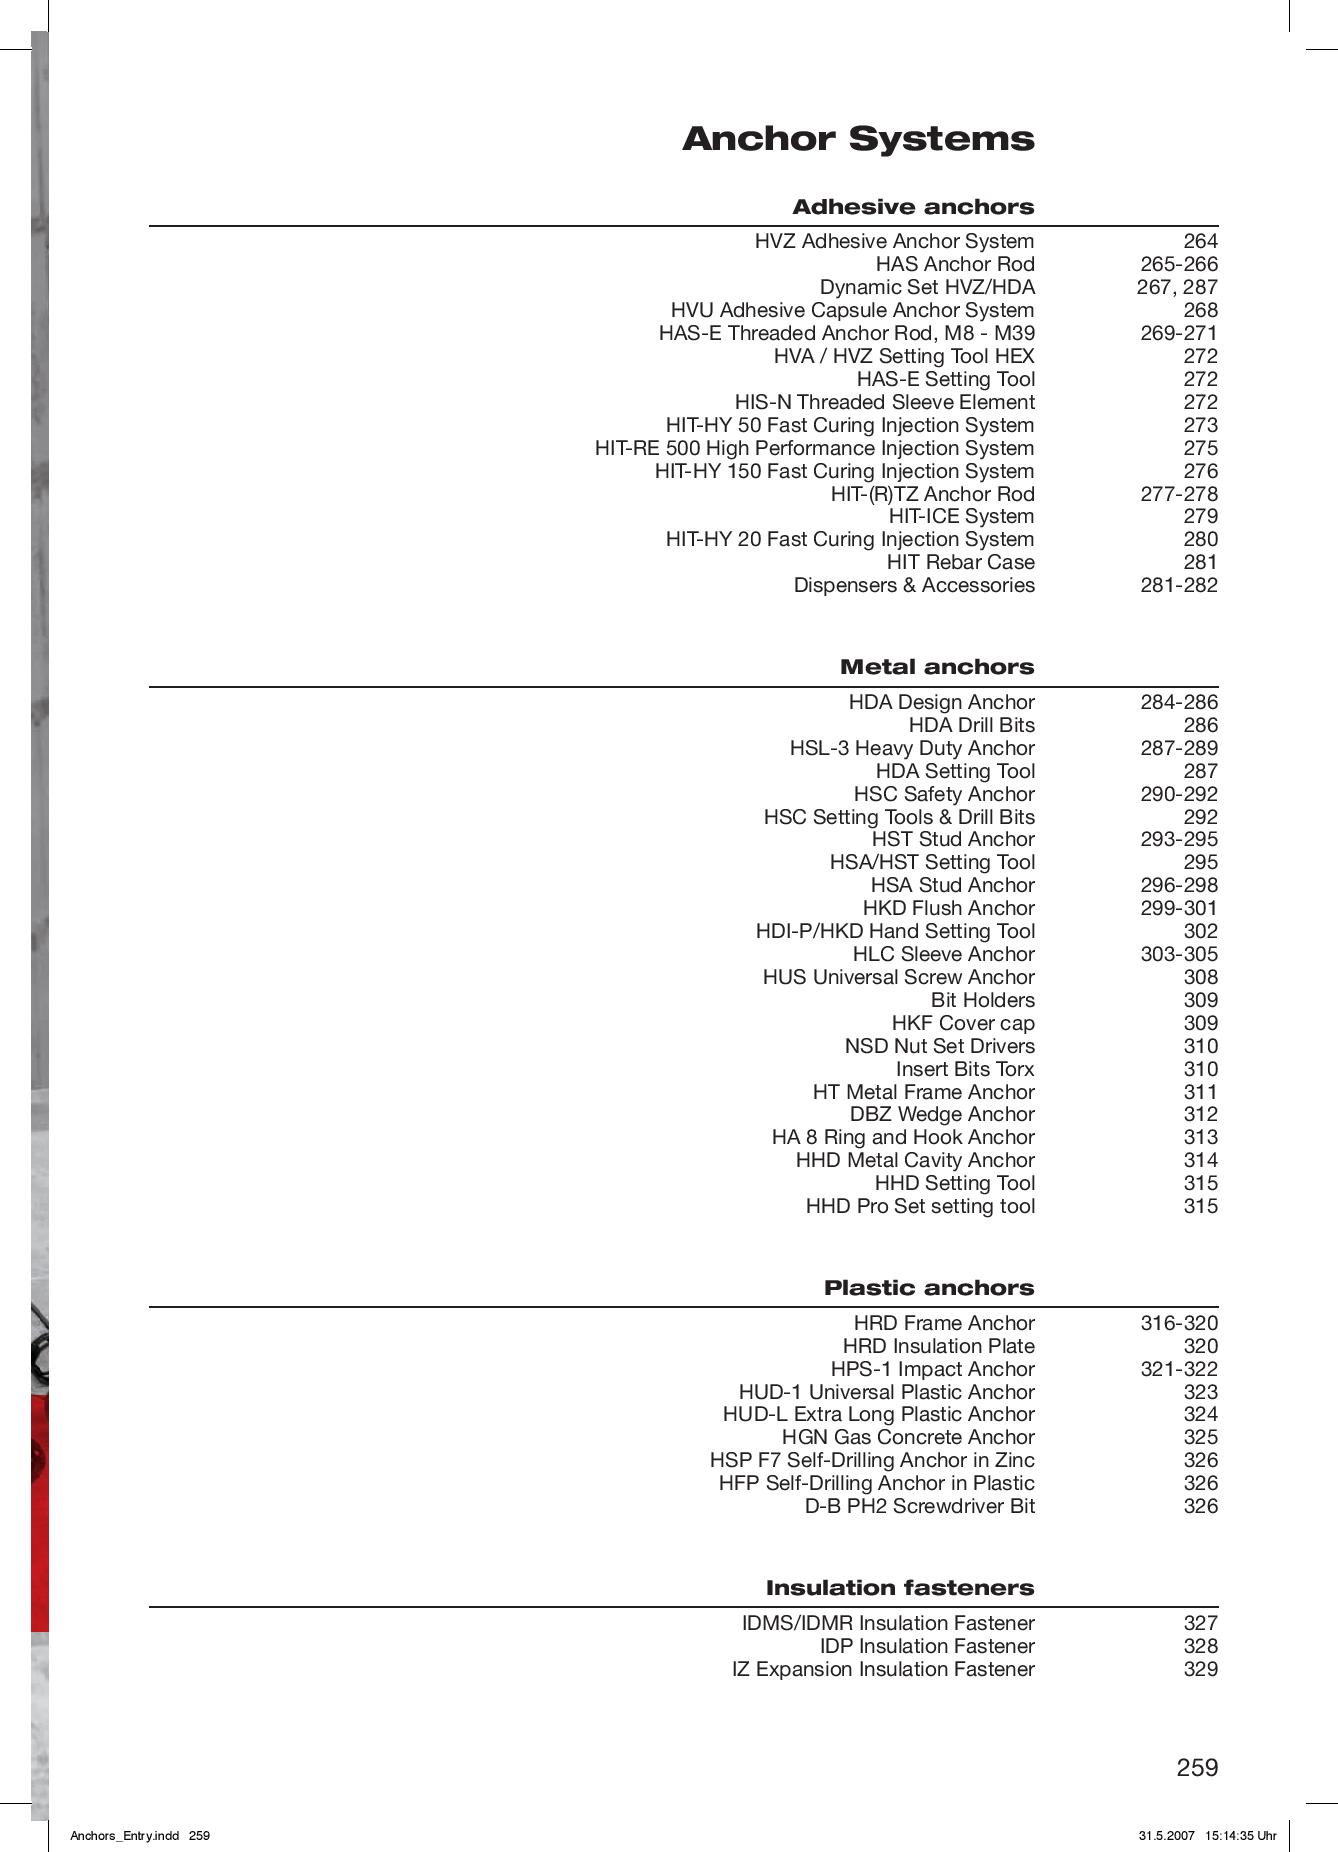 Anchor Systems
Adhesive anchors
HVZ Adhesive Anchor System 264
HAS Anchor Rod 265-266
Dynamic Set HVZ/HDA 267, 287
HVU Adhesive Capsule Anchor System 268
HAS-E Threaded Anchor Rod, M8 - M39 269-271
HVA / HVZ Setting Tool HEX 272
HAS-E Setting Tool 272
HIS-N Threaded Sleeve Element 272
HIT-HY 50 Fast Curing Injection System 273
HIT-RE 500 High Performance Injection System 275
HIT-HY 150 Fast Curing Injection System 276
HIT-(R)TZ Anchor Rod 277-278
HIT-ICE System 279
HIT-HY 20 Fast Curing Injection System 280
HIT Rebar Case 281
Dispensers & Accessories 281-282
Metal anchors
HDA Design Anchor 284-286
HDA Drill Bits 286
HSL-3 Heavy Duty Anchor 287-289
HDA Setting Tool 287
HSC Safety Anchor 290-292
HSC Setting Tools & Drill Bits 292
HST Stud Anchor 293-295
HSA/HST Setting Tool 295
HSA Stud Anchor 296-298
HKD Flush Anchor 299-301
HDI-P/HKD Hand Setting Tool 302
HLC Sleeve Anchor 303-305
HUS Universal Screw Anchor 308
Bit Holders 309
HKF Cover cap 309
NSD Nut Set Drivers 310
Insert Bits Torx 310
HT Metal Frame Anchor 311
DBZ Wedge Anchor 312
HA 8 Ring and Hook Anchor 313
HHD Metal Cavity Anchor 314
HHD Setting Tool 315
HHD Pro Set setting tool 315
Plastic anchors
HRD Frame Anchor 316-320
HRD Insulation Plate 320
HPS-1 Impact Anchor 321-322
HUD-1 Universal Plastic Anchor 323
HUD-L Extra Long Plastic Anchor 324
HGN Gas Concrete Anchor 325
HSP F7 Self-Drilling Anchor in Zinc 326
HFP Self-Drilling Anchor in Plastic 326
D-B PH2 Screwdriver Bit 326
Insulation fasteners
IDMS/IDMR Insulation Fastener 327
IDP Insulation Fastener 328
IZ Expansion Insulation Fastener 329
259
Anchors_Entry.indd 259 31.5.2007 15:14:35 Uhr